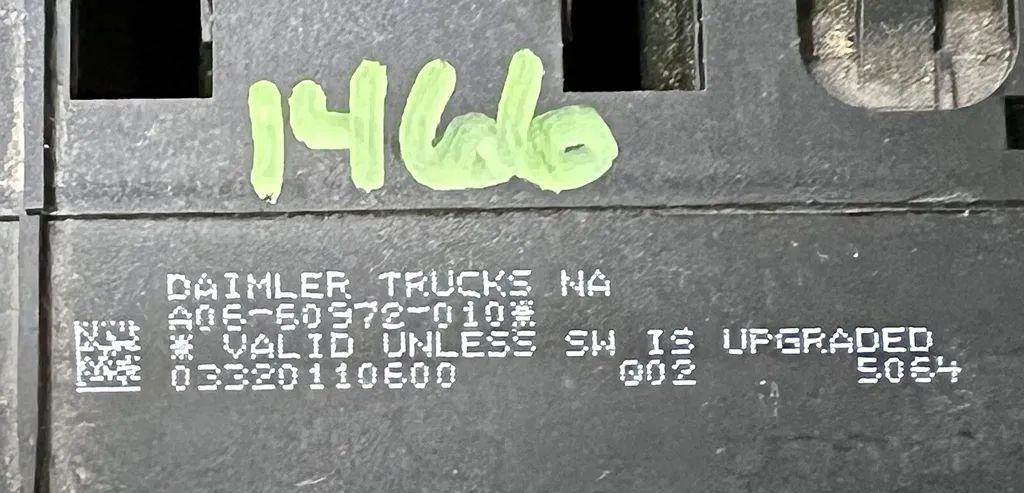 1466
DAIMLER TRUCKS NA
A06-60972-010*
* VALID UNLESS SW IS UPGRADED
03320110600 002 5064